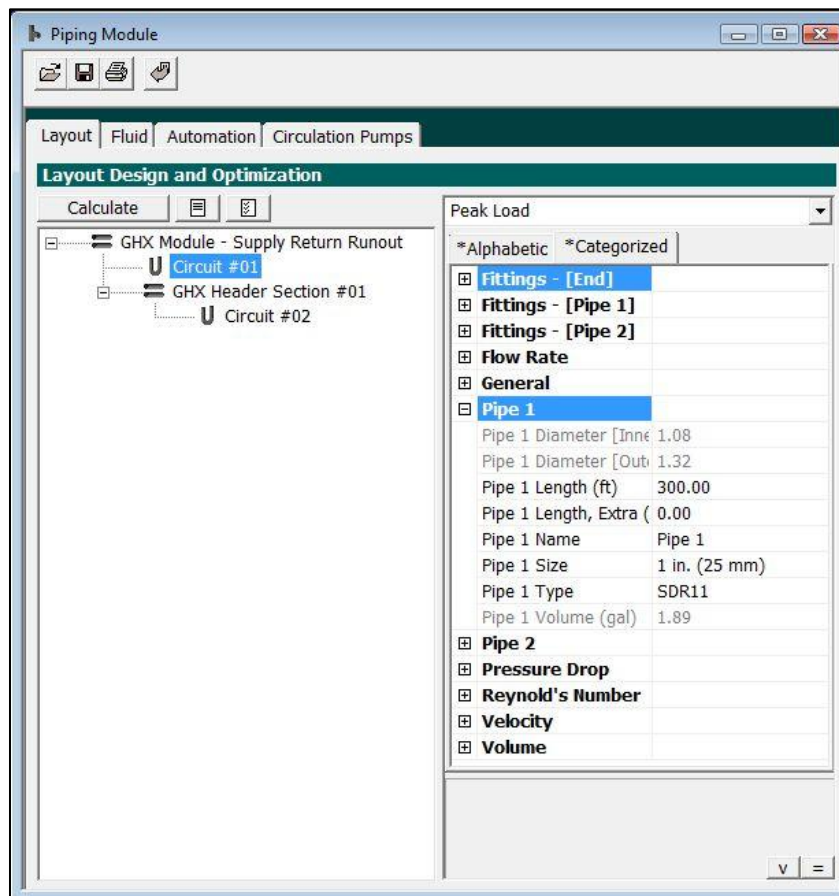 Piping Module
Layout Fluid Automation Circulation Pumps
Layout Design and Optimization
Calculate
Peak Load
*Alphabetic *Categorized
GHX Module - Supply Return Runout
Circuit #01
GHX Header Section #01
Circuit #02
Fittings - [End]
Fittings - [Pipe 1]
Fittings - [Pipe 2]
Flow Rate
General
Pipe 1
Pipe 1 Diameter [Inne 1.08
Pipe 1 Diameter [Out 1.32
Pipe 1 Length (ft) 300.00
Pipe 1 Length, Extra ( 0.00
Pipe 1 Name Pipe 1
Pipe 1 Size 1 in. (25 mm)
Pipe 1 Type SDR11
Pipe 1 Volume (gal) 1.89
Pipe 2
Pressure Drop
Reynold's Number
Velocity
Volume
v =